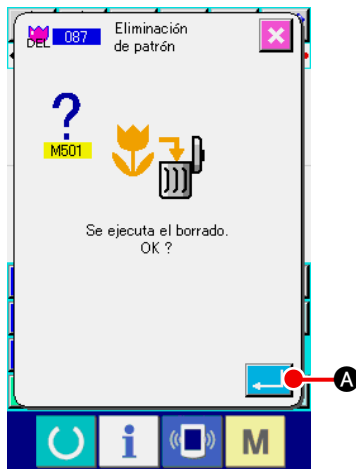 DEL 087 Eliminación
de patrón
?
M501
Se ejecuta el borrado.
OK ?
A
i M